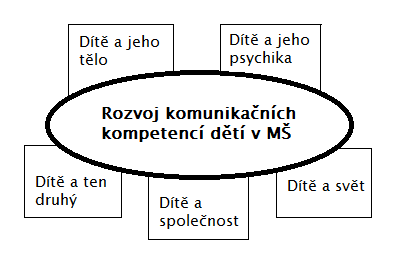 Dítě a jeho
tělo
Dítě a jeho
psychika
Rozvoj komunikačních
kompetencí dětí v MŠ
Dítě a ten
druhý
Dítě a
společnost
Dítě a svět